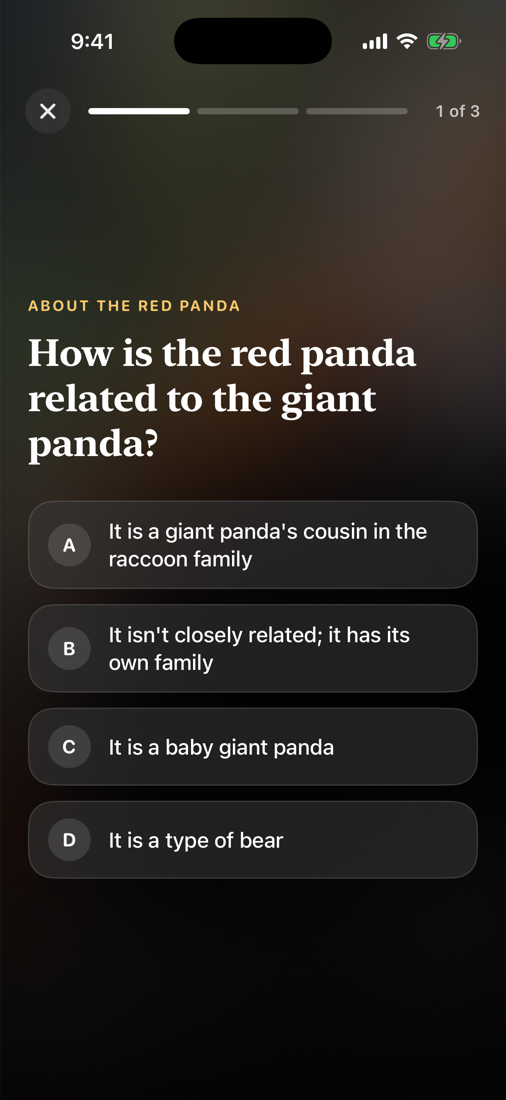 9:41
1 of 3
ABOUT THE RED PANDA
How is the red panda
related to the giant
panda?
A
It is a giant panda's cousin in the
raccoon family
B
It isn't closely related; it has its
own family
C
It is a baby giant panda
D
It is a type of bear